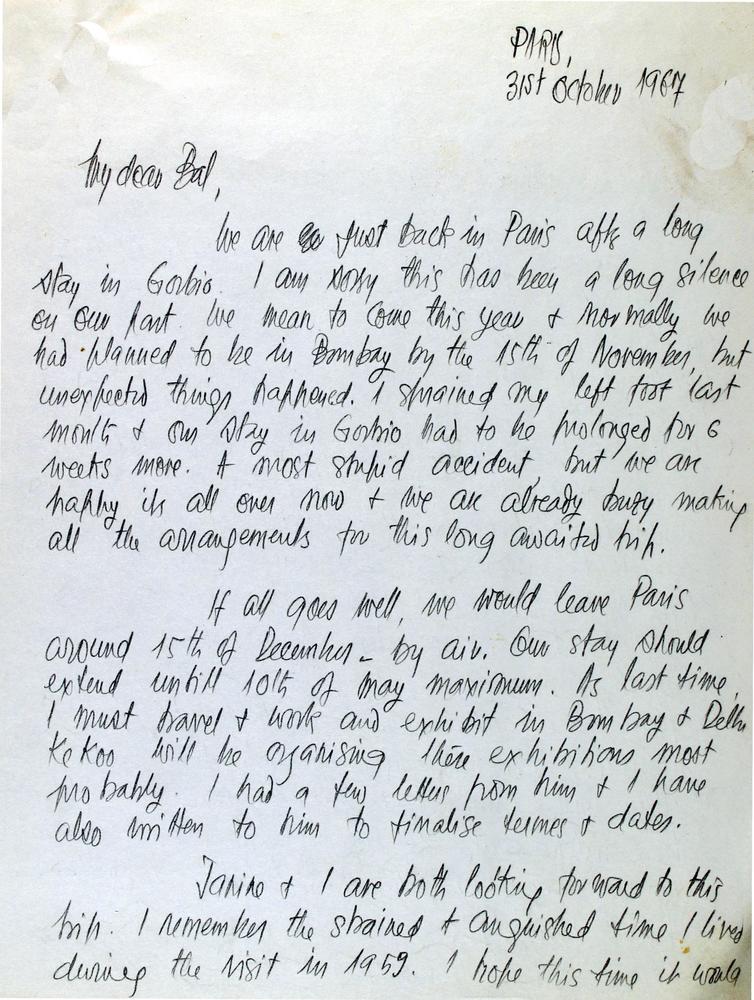 PARIS,
31st October 1967
My dear Bal,
We are just back in Paris after a long
stay in Gorbio. I am sorry this has been a long silence
on our part. We mean to come this year & normally we
had planned to be in Bombay by the 15th of November, but
unexpected things happened. I sprained my left foot last
month & our stay in Gorbio had to be prolonged for 6
weeks more. A most stupid accident, but we are
happy its all over now & we are already busy making
all the arrangements for this long awaited trip.
If all goes well, we would leave Paris
around 15th of December - by air. Our stay should
extend untill 10th of May maximum. As last time,
I must travel & work and exhibit in Bombay & Delhi
Kekoo will be organising these exhibitions most
probably. I had a few letters from him & I have
also written to him to finalise termes & dates.
Janine & I are both looking forward to this
trip. I remember the strained & anguished time I lived
during the visit in 1959. I hope this time it would